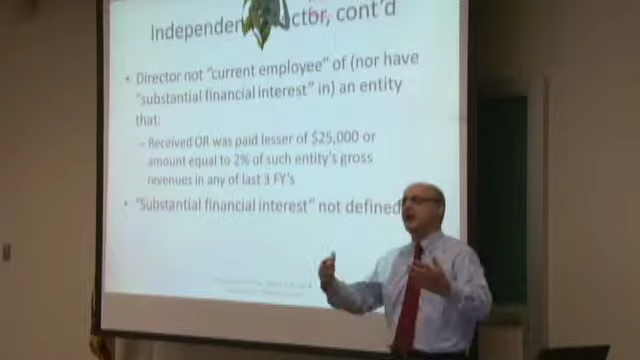 Independent Director, cont'd
• Director not "current employee" of (nor have
"substantial financial interest" in) an entity
that:
– Received OR was paid lesser of $25,000 or
amount equal to 2% of such entity's gross
revenues in any of last 3 FY's
• "Substantial financial interest" not defined